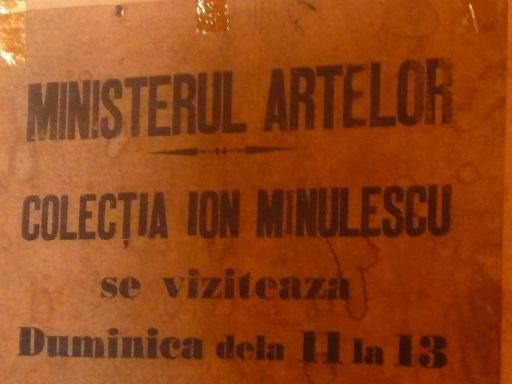 MINISTERUL ARTELOR
COLECȚIA ION MINULESCU
se viziteaza
Duminica dela 11 la 13